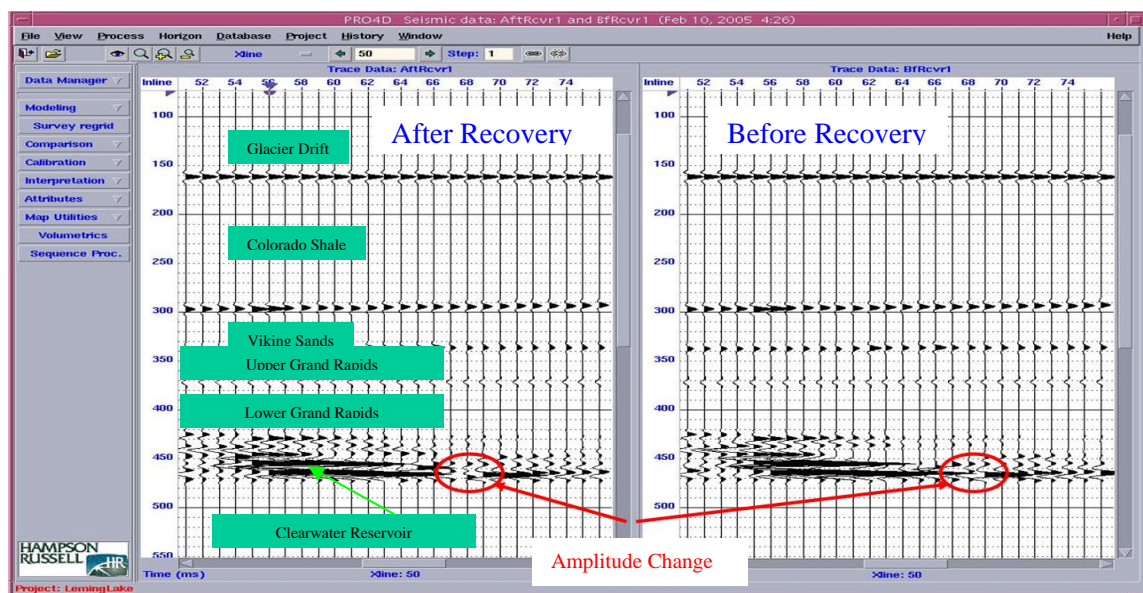 PRO4D Seismic data: AftRcvr1 and BfRcvr1 (Feb 10, 2005 4:26)
File View Process Horizon Database Project History Window Help
Xline 50 Step: 1
Data Manager
Modeling
Survey regrid
Comparison
Calibration
Interpretation
Attributes
Map Utilities
Volumetrics
Sequence Proc.
HAMPSON
RUSSELL HR
Project: LemingLake
Trace Data: AftRcvr1
Inline 52 54 56 58 60 62 64 66 68 70 72 74
100
150
200
250
300
350
400
450
500
550
After Recovery
Glacier Drift
Colorado Shale
Viking Sands
Upper Grand Rapids
Lower Grand Rapids
Clearwater Reservoir
Time (ms) Xline: 50
Trace Data: BfRcvr1
Inline 52 54 56 58 60 62 64 66 68 70 72 74
100
150
200
250
300
350
400
450
500
Before Recovery
Amplitude Change
Xline: 50